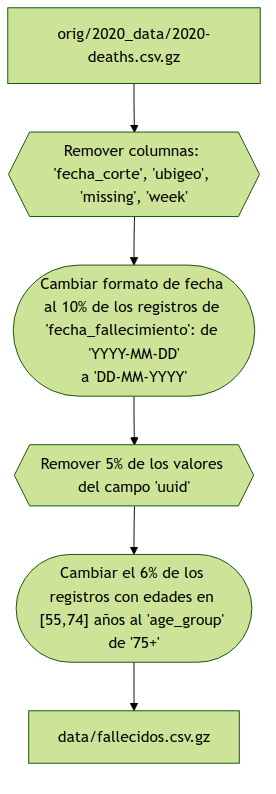 orig/2020_data/2020-
deaths.csv.gz
Remover columnas:
'fecha_corte', 'ubigeo',
'missing', 'week'
Cambiar formato de fecha
al 10% de los registros de
'fecha_fallecimiento': de
'YYYY-MM-DD'
a 'DD-MM-YYYY'
Remover 5% de los valores
del campo 'uuid'
Cambiar el 6% de los
registros con edades en
[55,74] años al 'age_group'
de '75+'
data/fallecidos.csv.gz